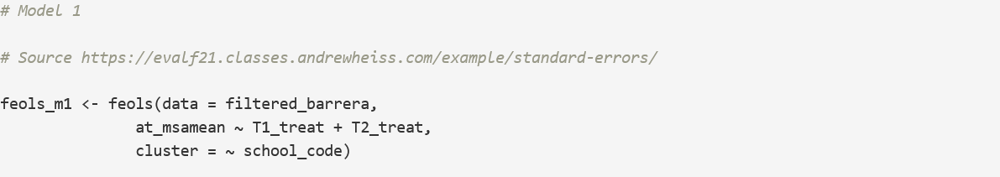 # Model 1
# Source https://evalf21.classes.andrewheiss.com/example/standard-errors/
feols_m1 <- feols(data = filtered_barrera,
at_msamean ~ T1_treat + T2_treat,
cluster = ~ school_code)